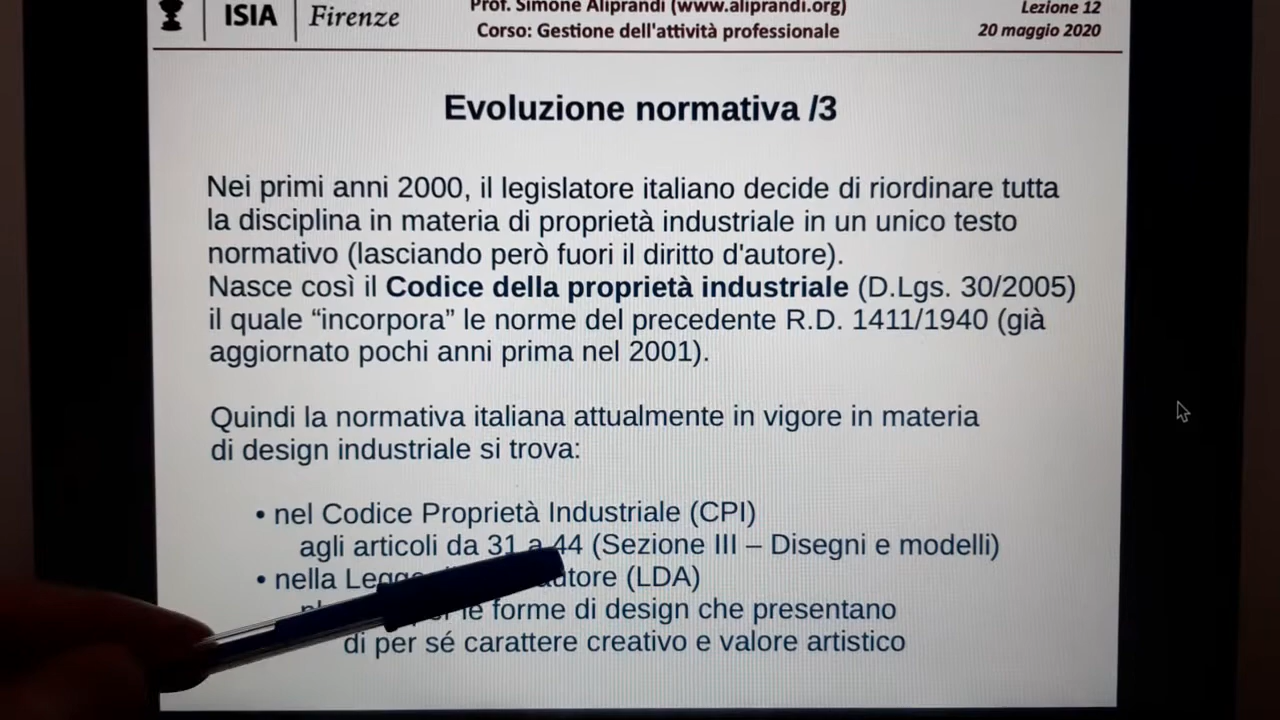 ISIA Firenze
Prof. Simone Aliprandi (www.aliprandi.org)
Corso: Gestione dell'attività professionale
Lezione 12
20 maggio 2020
Evoluzione normativa /3
Nei primi anni 2000, il legislatore italiano decide di riordinare tutta
la disciplina in materia di proprietà industriale in un unico testo
normativo (lasciando però fuori il diritto d'autore).
Nasce così il Codice della proprietà industriale (D.Lgs. 30/2005)
il quale “incorpora” le norme del precedente R.D. 1411/1940 (già
aggiornato pochi anni prima nel 2001).
Quindi la normativa italiana attualmente in vigore in materia
di design industriale si trova:
• nel Codice Proprietà Industriale (CPI)
agli articoli da 31 a 44 (Sezione III – Disegni e modelli)
• nella Legge autore (LDA)
le forme di design che presentano
di per sé carattere creativo e valore artistico